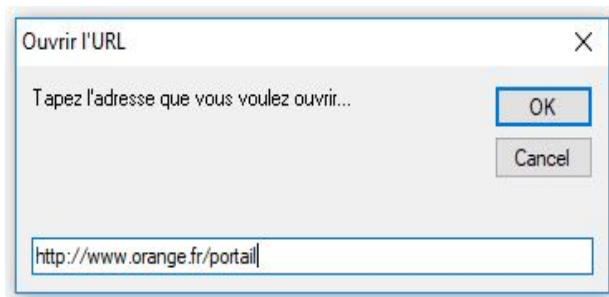 Ouvrir l'URL
Tapez l'adresse que vous voulez ouvrir...
OK
Cancel
http://www.orange.fr/portail